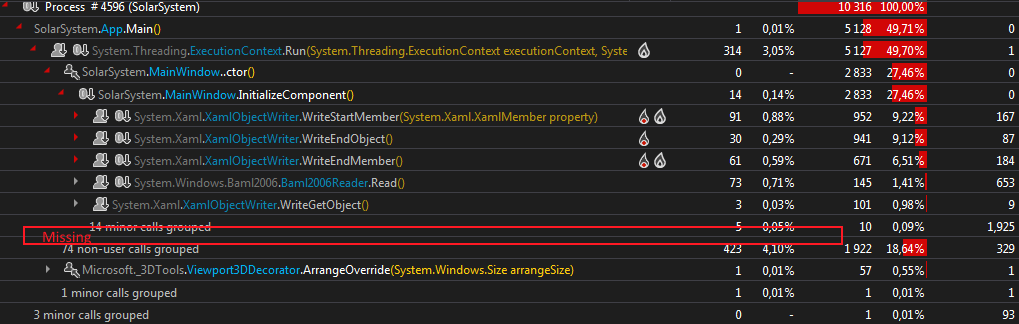 Process # 4596 (SolarSystem) 10 316 100,00%
SolarSystem.App.Main() 1 0,01% 5 128 49,71% 1
System.Threading.ExecutionContext.Run(System.Threading.ExecutionContext executionContext, Syste 314 3,05% 5 127 49,70% 1
SolarSystem.MainWindow..ctor() 0 - 2 833 27,46% 0
SolarSystem.MainWindow.InitializeComponent() 14 0,14% 2 833 27,46% 0
System.Xaml.XamlObjectWriter.WriteStartMember(System.Xaml.XamlMember property) 91 0,88% 952 9,22% 167
System.Xaml.XamlObjectWriter.WriteEndObject() 30 0,29% 941 9,12% 87
System.Xaml.XamlObjectWriter.WriteEndMember() 61 0,59% 671 6,51% 184
System.Windows.Baml2006.Baml2006Reader.Read() 73 0,71% 145 1,41% 653
System.Xaml.XamlObjectWriter.WriteGetObject() 3 0,03% 101 0,98% 9
14 minor calls grouped 5 0,05% 10 0,09% 1,925
Missing
74 non-user calls grouped 423 4,10% 1 922 18,64% 329
Microsoft._3DTools.Viewport3DDecorator.ArrangeOverride(System.Windows.Size arrangeSize) 1 0,01% 57 0,55% 1
1 minor calls grouped 1 0,01% 1 0,01% 1
3 minor calls grouped 0 - 1 0,01% 93